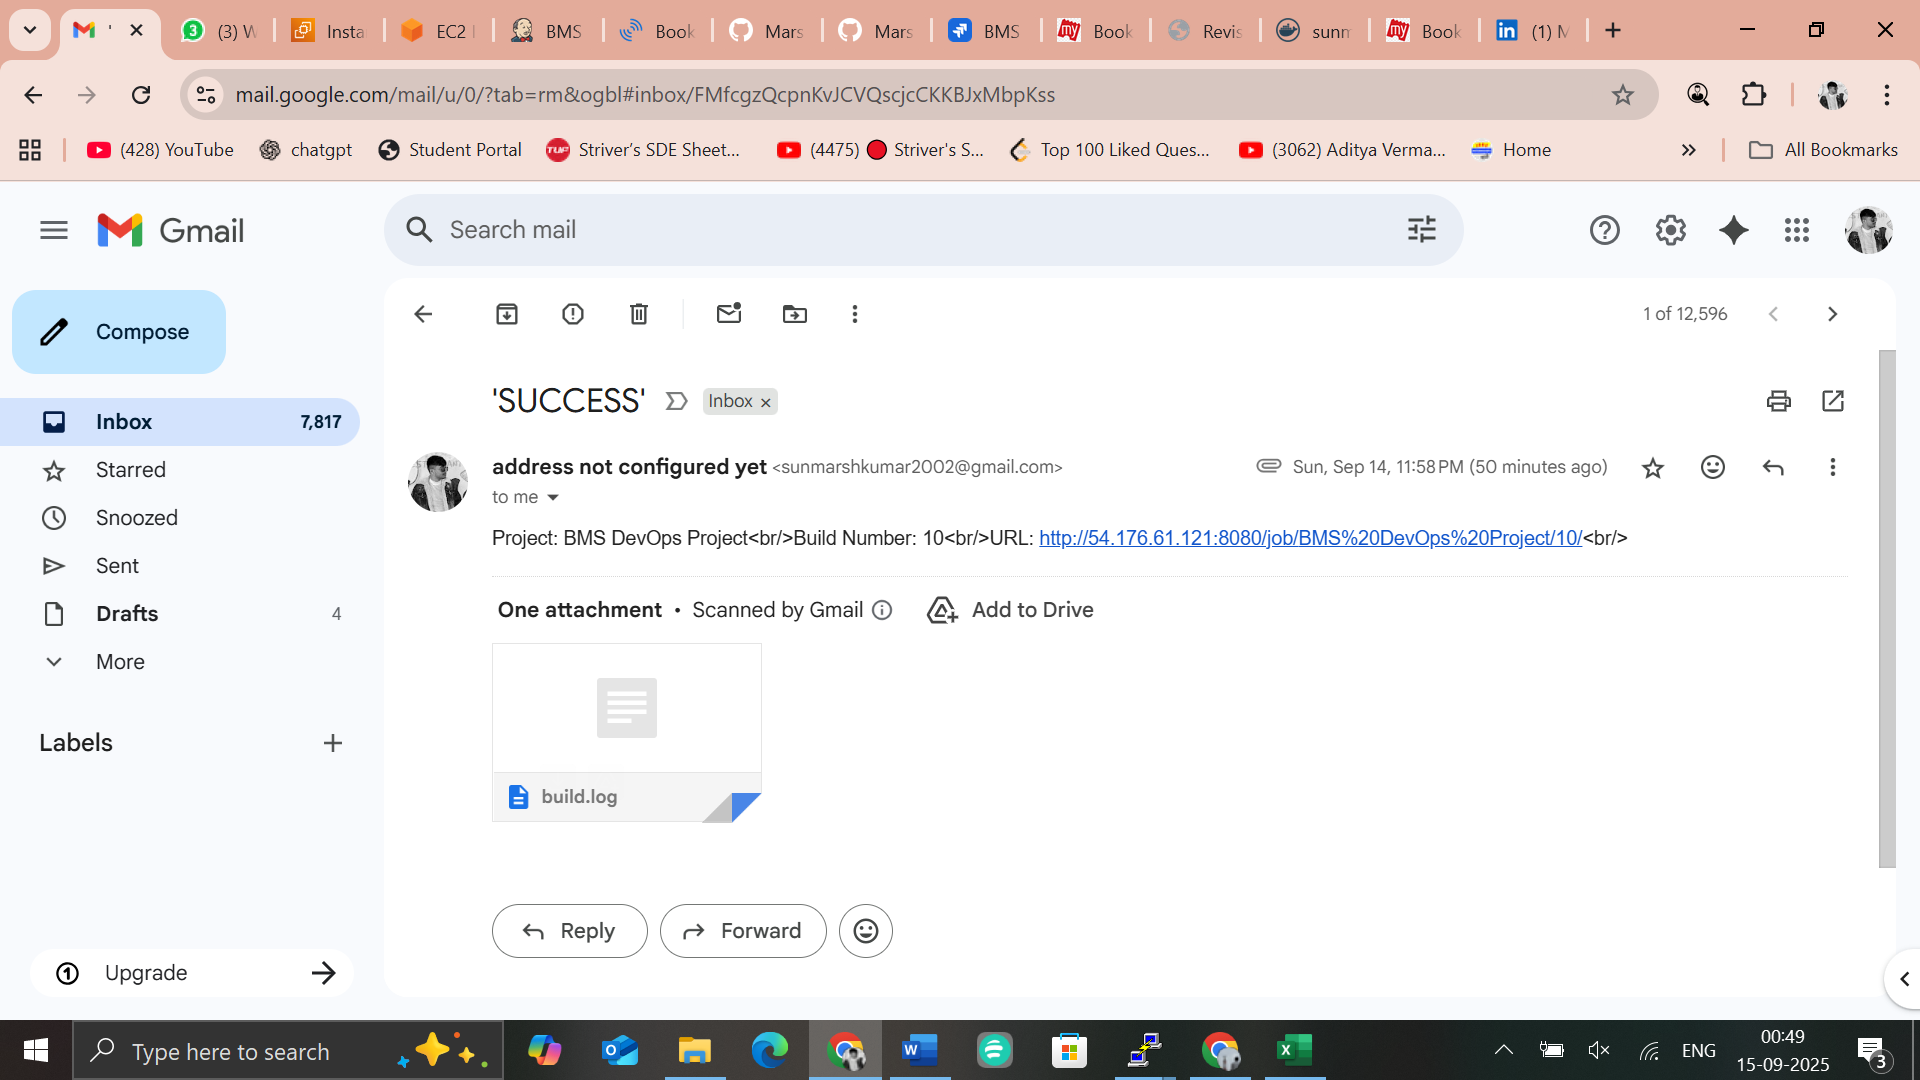 (3) W
Insta
EC2
BMS
Book
Mars
Mars
BMS
my
Book
Revis
sunm
my
Book
in
(1) M
mail.google.com/mail/u/0/?tab=rm&ogbl#inbox/FMfcgzQcpnKvJCVQscjcCKKBJxMbpKss
(428) YouTube
chatgpt
Student Portal
TUF
Striver's SDE Sheet...
(4475) 🔴 Striver's S...
Top 100 Liked Ques...
(3062) Aditya Verma...
Home
All Bookmarks
Gmail
Search mail
Compose
1 of 12,596
Inbox 7,817
Starred
Snoozed
Sent
Drafts 4
More
Labels
Upgrade
'SUCCESS'
Inbox
address not configured yet <sunmarshkumar2002@gmail.com>
Sun, Sep 14, 11:58 PM (50 minutes ago)
to me
Project: BMS DevOps Project<br/>Build Number: 10<br/>URL: http://54.176.61.121:8080/job/BMS%20DevOps%20Project/10/<br/>
One attachment • Scanned by Gmail
Add to Drive
build.log
Reply
Forward
Type here to search
ENG
00:49
15-09-2025
3